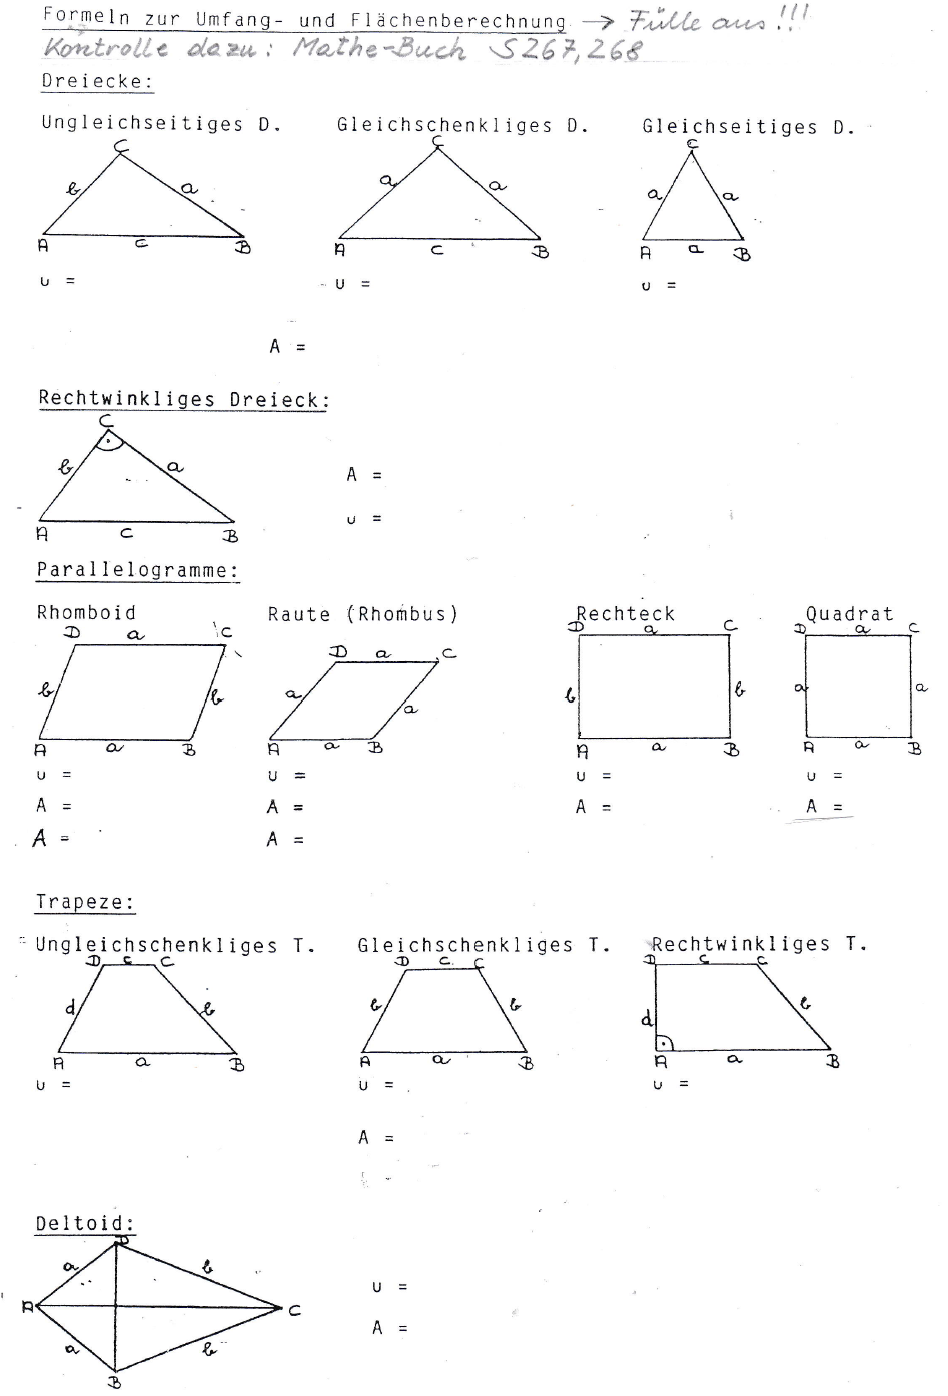 Formeln zur Umfang- und Flächenberechnung → Fülle aus!!!
Kontrolle dazu: Mathe-Buch S267,268
Dreiecke:
Ungleichseitiges D. Gleichschenkliges D. Gleichseitiges D.
C C C
b a a a a a
A c B A c B A a B
u = u = u =
A =
Rechtwinkliges Dreieck:
C
b a
A =
u =
A c B
Parallelogramme:
Rhomboid Raute (Rhombus) Rechteck Quadrat
D a C D a C D a C D a C
b b a a b b a a
A a B A a B A a B A a B
u = u = u = u =
A = A = A = A =
A = A =
Trapeze:
Ungleichschenkliges T. Gleichschenkliges T. Rechtwinkliges T.
D c C D c C D c C
d b b b d b
A a B A a B A a B
u = u = u =
A =
Deltoid:
D
a b
u =
A C
A =
a b
B